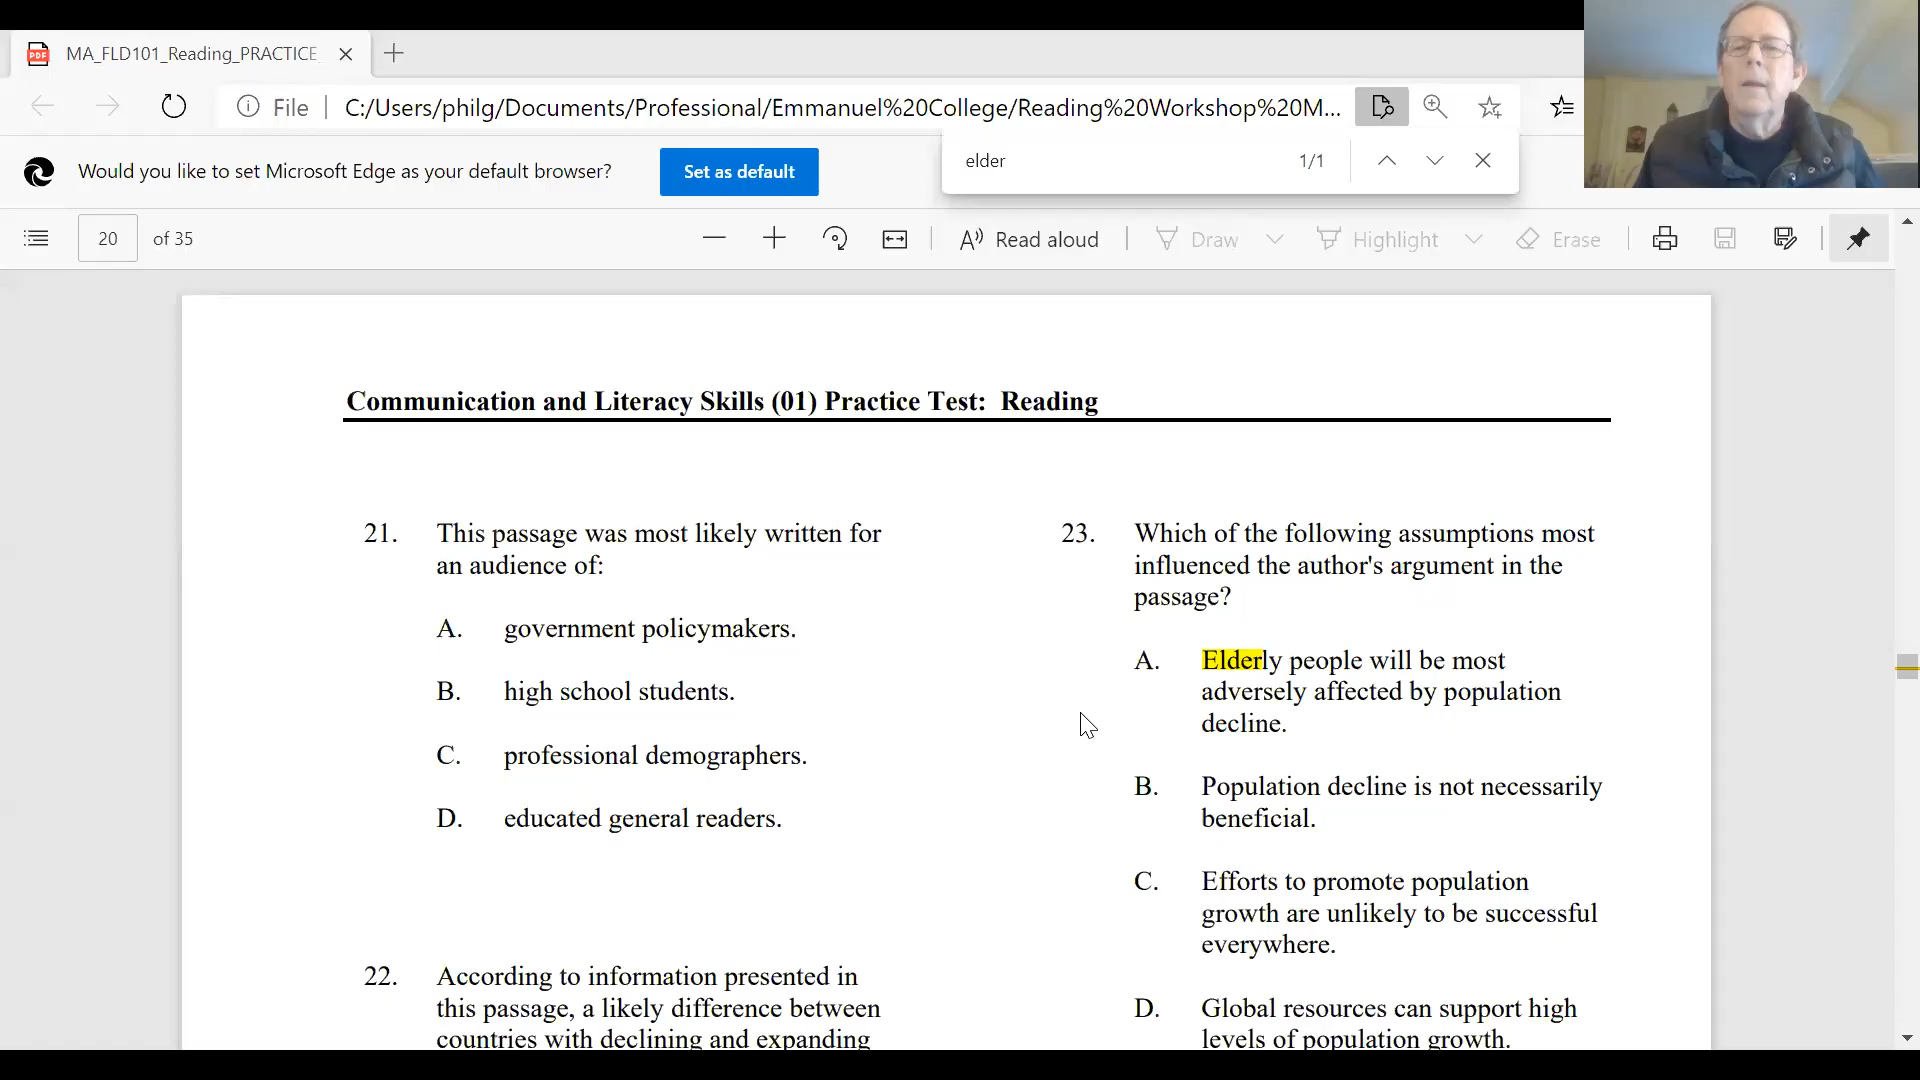 MA_FLD101_Reading_PRACTICE
File
C:/Users/philg/Documents/Professional/Emmanuel%20College/Reading%20Workshop%20M...
Would you like to set Microsoft Edge as your default browser?
Set as default
elder
1/1
20
of 35
Read aloud
Draw
Highlight
Erase
Communication and Literacy Skills (01) Practice Test: Reading
21. This passage was most likely written for
an audience of:
A. government policymakers.
B. high school students.
C. professional demographers.
D. educated general readers.
22. According to information presented in
this passage, a likely difference between
countries with declining and expanding
23. Which of the following assumptions most
influenced the author's argument in the
passage?
A. Elderly people will be most
adversely affected by population
decline.
B. Population decline is not necessarily
beneficial.
C. Efforts to promote population
growth are unlikely to be successful
everywhere.
D. Global resources can support high
levels of population growth.